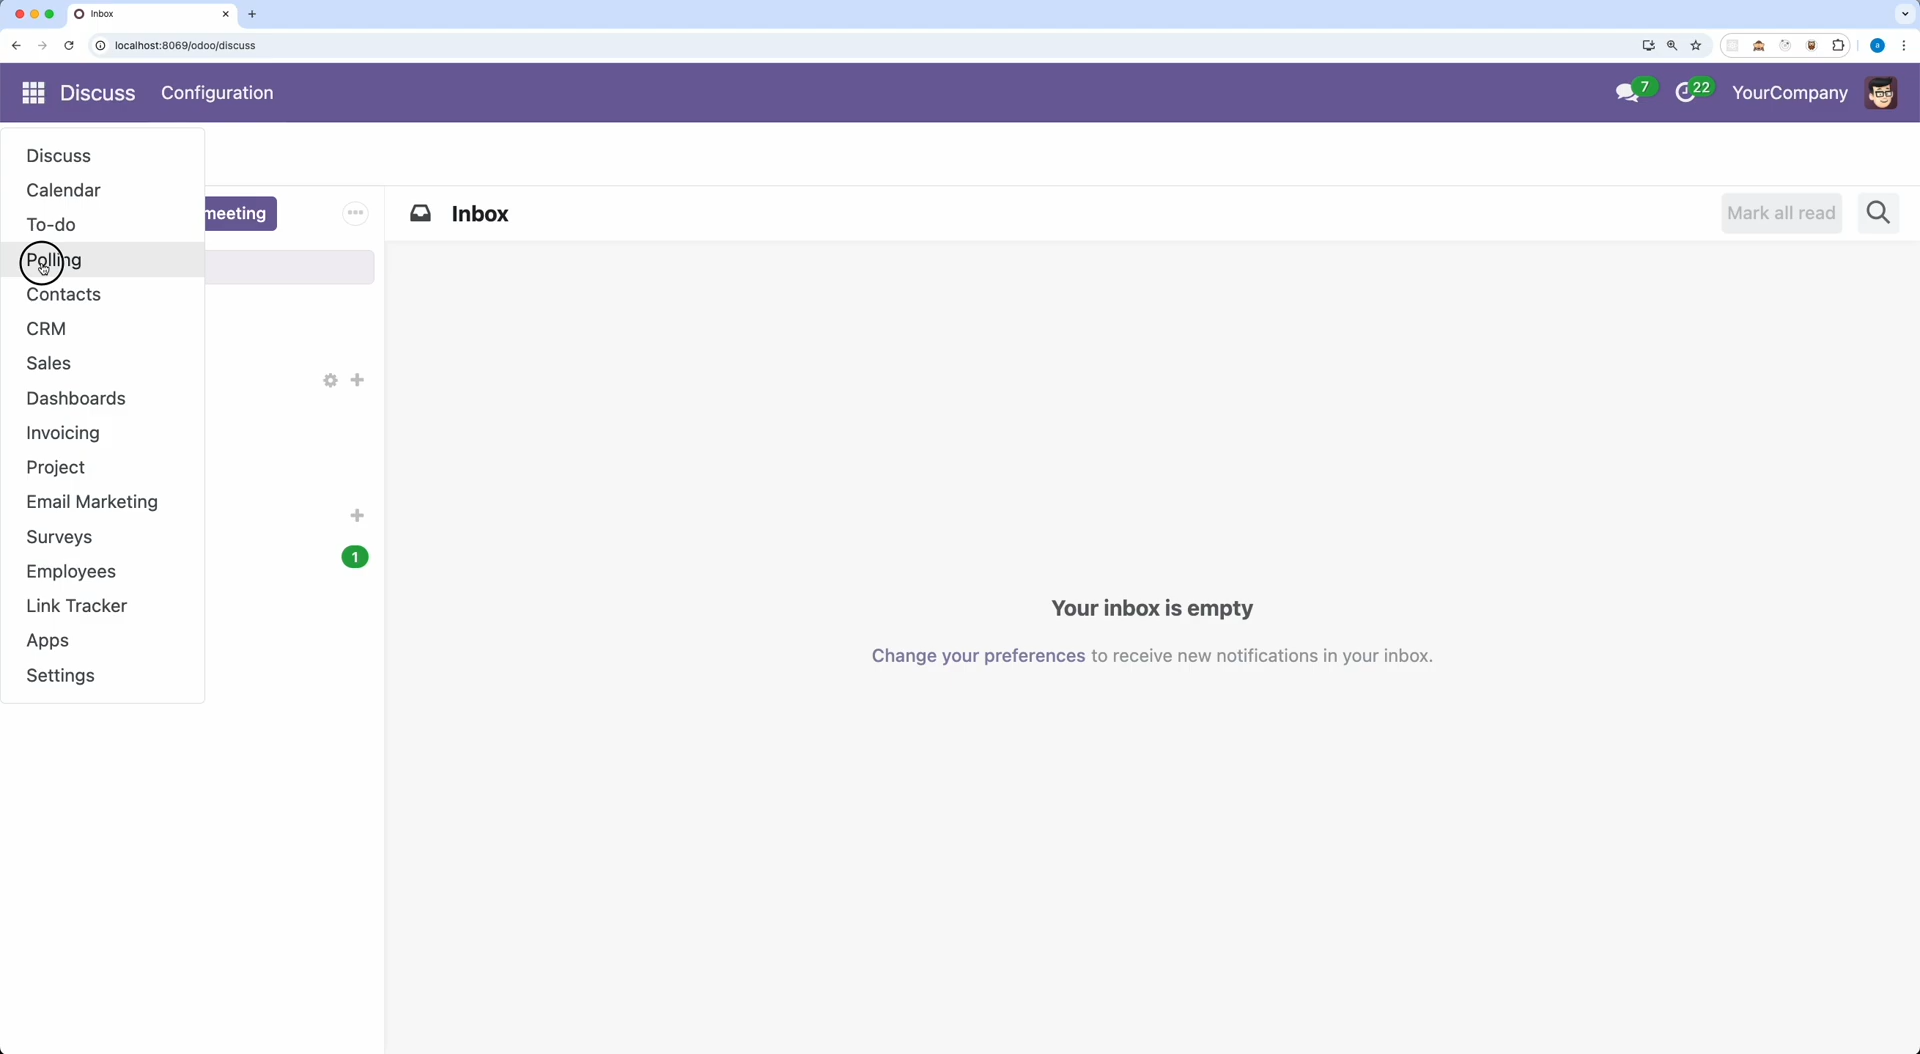 Inbox
localhost:8069/odoo/discuss
a
Discuss
Configuration
7
22
YourCompany
Discuss
Calendar
To-do
Polling
Contacts
CRM
Sales
Dashboards
Invoicing
Project
Email Marketing
Surveys
Employees
Link Tracker
Apps
Settings
meeting
1
Inbox
Mark all read
Your inbox is empty
Change your preferences to receive new notifications in your inbox.